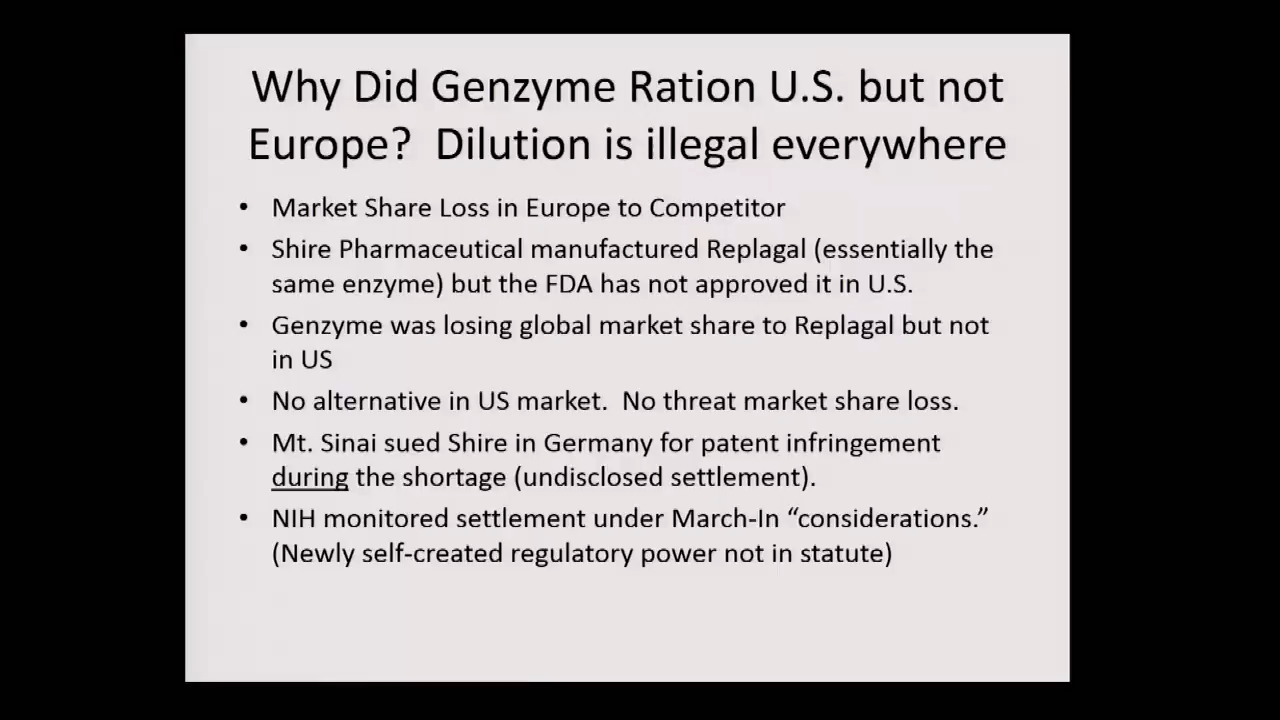 Why Did Genzyme Ration U.S. but not
Europe?  Dilution is illegal everywhere
• Market Share Loss in Europe to Competitor
• Shire Pharmaceutical manufactured Replagal (essentially the
same enzyme) but the FDA has not approved it in U.S.
• Genzyme was losing global market share to Replagal but not
in US
• No alternative in US market.  No threat market share loss.
• Mt. Sinai sued Shire in Germany for patent infringement
during the shortage (undisclosed settlement).
• NIH monitored settlement under March-In “considerations.”
(Newly self-created regulatory power not in statute)